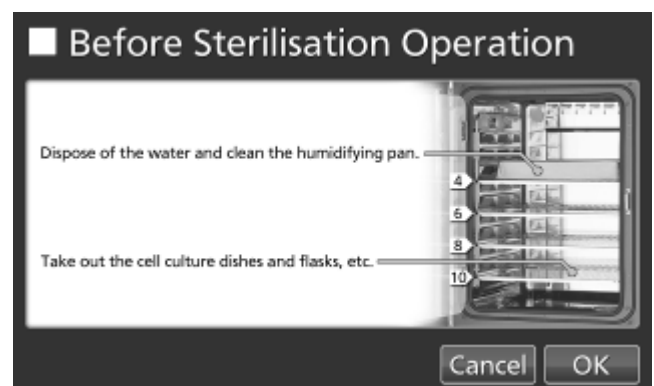 Before Sterilisation Operation
Dispose of the water and clean the humidifying pan.
4
6
8
Take out the cell culture dishes and flasks, etc.
10
Cancel OK